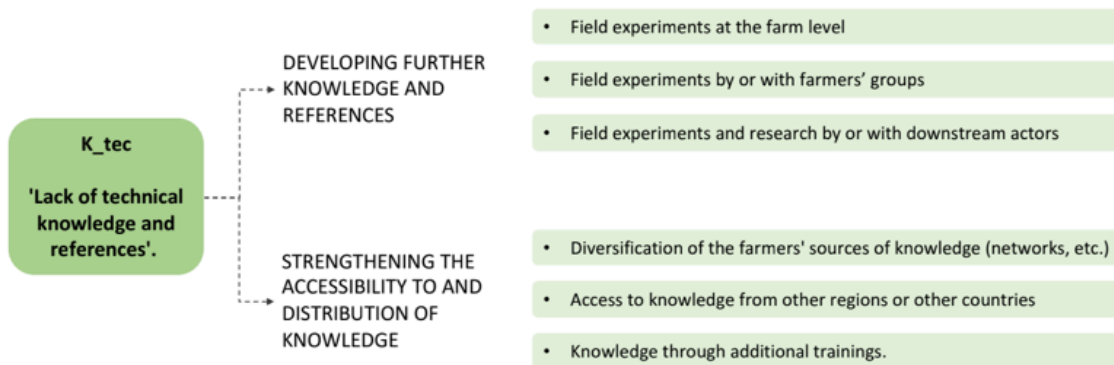 K_tec
'Lack of technical
knowledge and
references'.
DEVELOPING FURTHER
KNOWLEDGE AND
REFERENCES
• Field experiments at the farm level
• Field experiments by or with farmers’ groups
• Field experiments and research by or with downstream actors
STRENGTHENING THE
ACCESSIBILITY TO AND
DISTRIBUTION OF
KNOWLEDGE
• Diversification of the farmers' sources of knowledge (networks, etc.)
• Access to knowledge from other regions or other countries
• Knowledge through additional trainings.